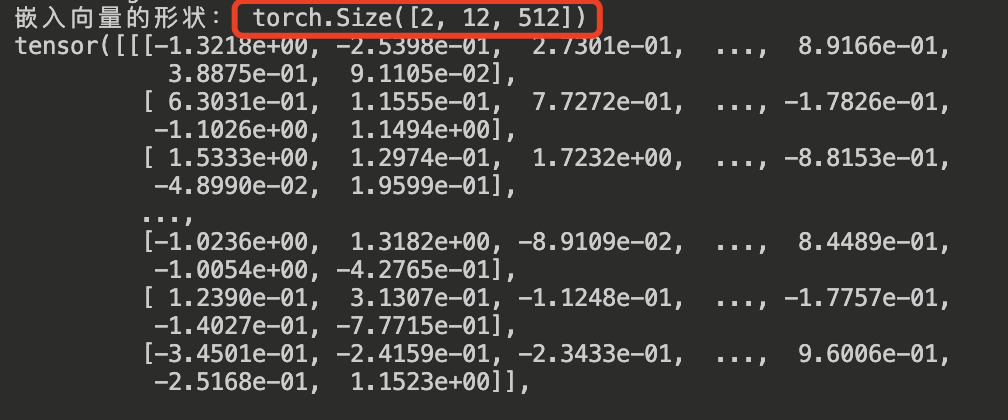 嵌入向量的形状： torch.Size([2, 12, 512])
tensor([[[-1.3218e+00, -2.5398e-01,  2.7301e-01,  ...,  8.9166e-01,
           3.8875e-01,  9.1105e-02],
         [ 6.3031e-01,  1.1555e-01,  7.7272e-01,  ..., -1.7826e-01,
          -1.1026e+00,  1.1494e+00],
         [ 1.5333e+00,  1.2974e-01,  1.7232e+00,  ..., -8.8153e-01,
          -4.8990e-02,  1.9599e-01],
         ...,
         [-1.0236e+00,  1.3182e+00, -8.9109e-02,  ...,  8.4489e-01,
          -1.0054e+00, -4.2765e-01],
         [ 1.2390e-01,  3.1307e-01, -1.1248e-01,  ..., -1.7757e-01,
          -1.4027e-01, -7.7715e-01],
         [-3.4501e-01, -2.4159e-01, -2.3433e-01,  ...,  9.6006e-01,
          -2.5168e-01,  1.1523e+00]],